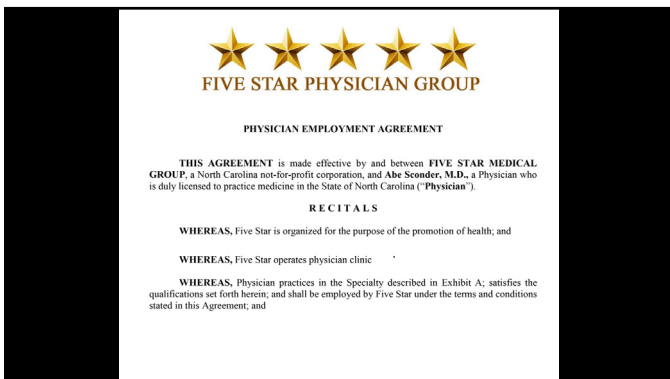 FIVE STAR PHYSICIAN GROUP
PHYSICIAN EMPLOYMENT AGREEMENT
THIS AGREEMENT is made effective by and between FIVE STAR MEDICAL
GROUP, a North Carolina not-for-profit corporation, and Abe Sconder, M.D., a Physician who
is duly licensed to practice medicine in the State of North Carolina (“Physician”).
R E C I T A L S
WHEREAS, Five Star is organized for the purpose of the promotion of health; and
WHEREAS, Five Star operates physician clinic
WHEREAS, Physician practices in the Specialty described in Exhibit A; satisfies the
qualifications set forth herein; and shall be employed by Five Star under the terms and conditions
stated in this Agreement; and